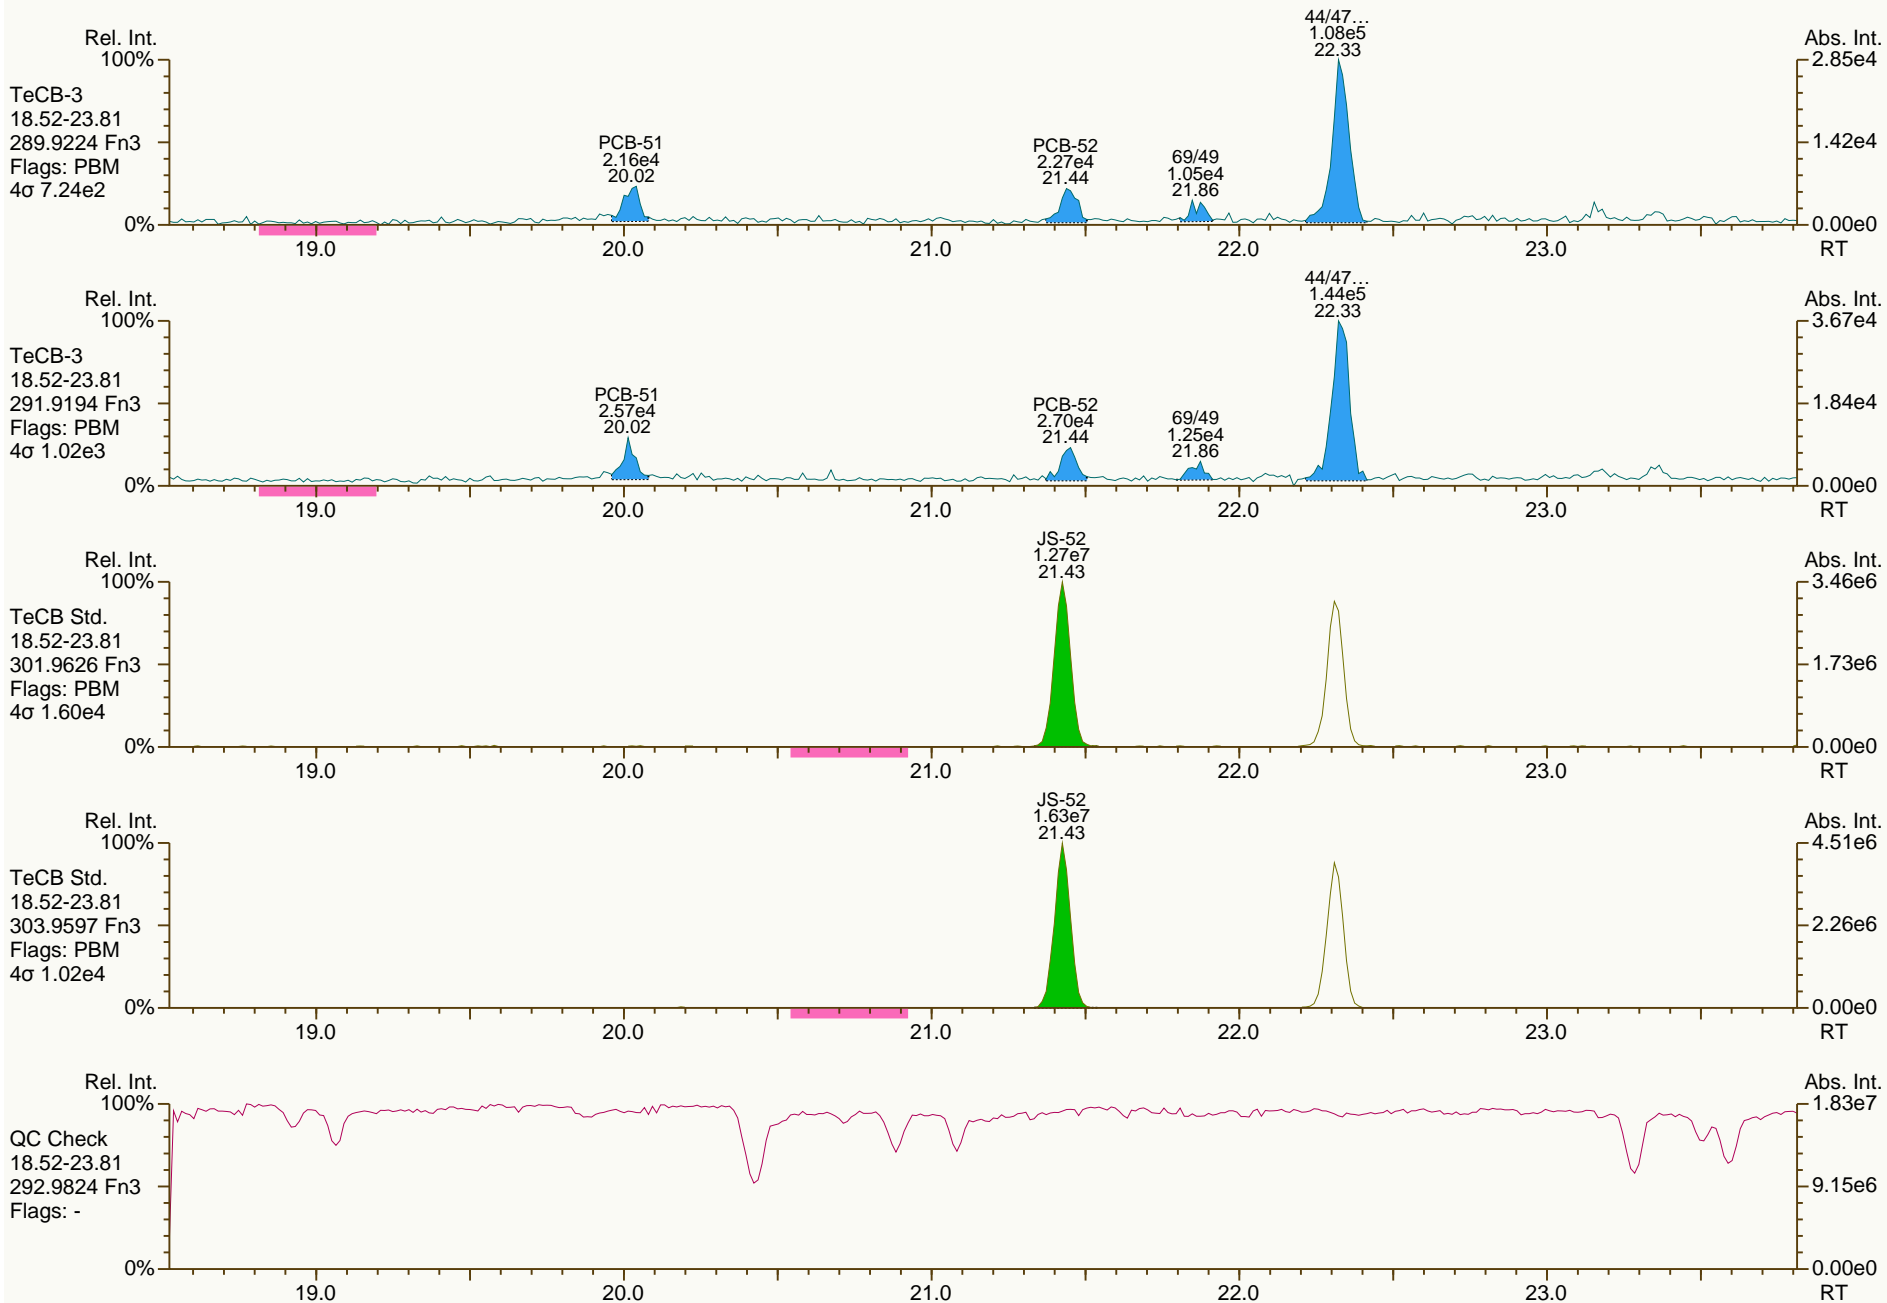 44/47...
1.08e5
22.33
Rel. Int.
Abs. Int.
100%
2.85e4
TeCB-3
18.52-23.81
289.9224 Fn3
Flags: PBM
4σ 7.24e2
PCB-51
2.16e4
20.02
PCB-52
2.27e4
21.44
69/49
1.05e4
21.86
1.42e4
0%
0.00e0
19.0
20.0
21.0
22.0
23.0
RT
44/47...
1.44e5
22.33
Rel. Int.
Abs. Int.
100%
3.67e4
TeCB-3
18.52-23.81
291.9194 Fn3
Flags: PBM
4σ 1.02e3
PCB-51
2.57e4
20.02
PCB-52
2.70e4
21.44
69/49
1.25e4
21.86
1.84e4
0%
0.00e0
19.0
20.0
21.0
22.0
23.0
RT
JS-52
1.27e7
21.43
Rel. Int.
Abs. Int.
100%
3.46e6
TeCB Std.
18.52-23.81
301.9626 Fn3
Flags: PBM
4σ 1.60e4
1.73e6
0%
0.00e0
19.0
20.0
21.0
22.0
23.0
RT
JS-52
1.63e7
21.43
Rel. Int.
Abs. Int.
100%
4.51e6
TeCB Std.
18.52-23.81
303.9597 Fn3
Flags: PBM
4σ 1.02e4
2.26e6
0%
0.00e0
19.0
20.0
21.0
22.0
23.0
RT
Rel. Int.
Abs. Int.
100%
1.83e7
QC Check
18.52-23.81
292.9824 Fn3
Flags: -
9.15e6
0%
0.00e0
19.0
20.0
21.0
22.0
23.0
RT